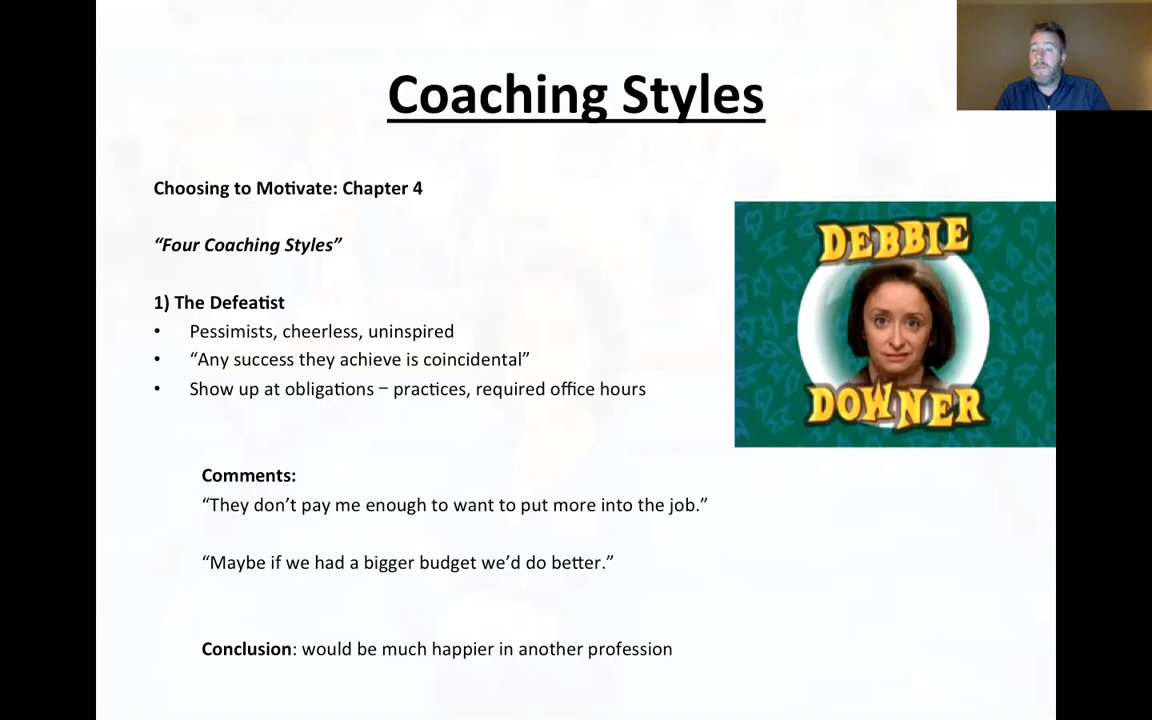 Coaching Styles
Choosing to Motivate: Chapter 4
“Four Coaching Styles”
1) The Defeatist
• Pessimists, cheerless, uninspired
• “Any success they achieve is coincidental”
• Show up at obligations – practices, required office hours
DEBBIE
DOWNER
Comments:
“They don’t pay me enough to want to put more into the job.”
“Maybe if we had a bigger budget we’d do better.”
Conclusion: would be much happier in another profession